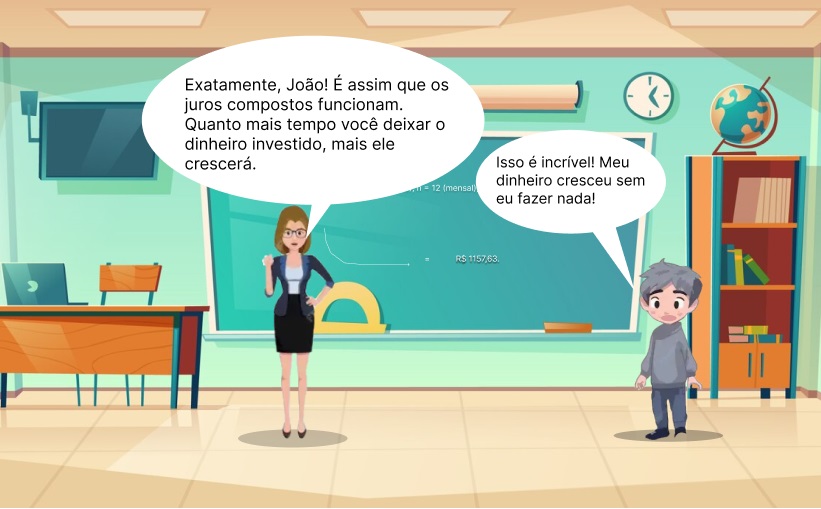 Exatamente, João! É assim que os
juros compostos funcionam.
Quanto mais tempo você deixar o
dinheiro investido, mais ele
crescerá.
Isso é incrível! Meu
dinheiro cresceu sem
eu fazer nada!
n = 12 (mensal)
= R$ 1157,63.